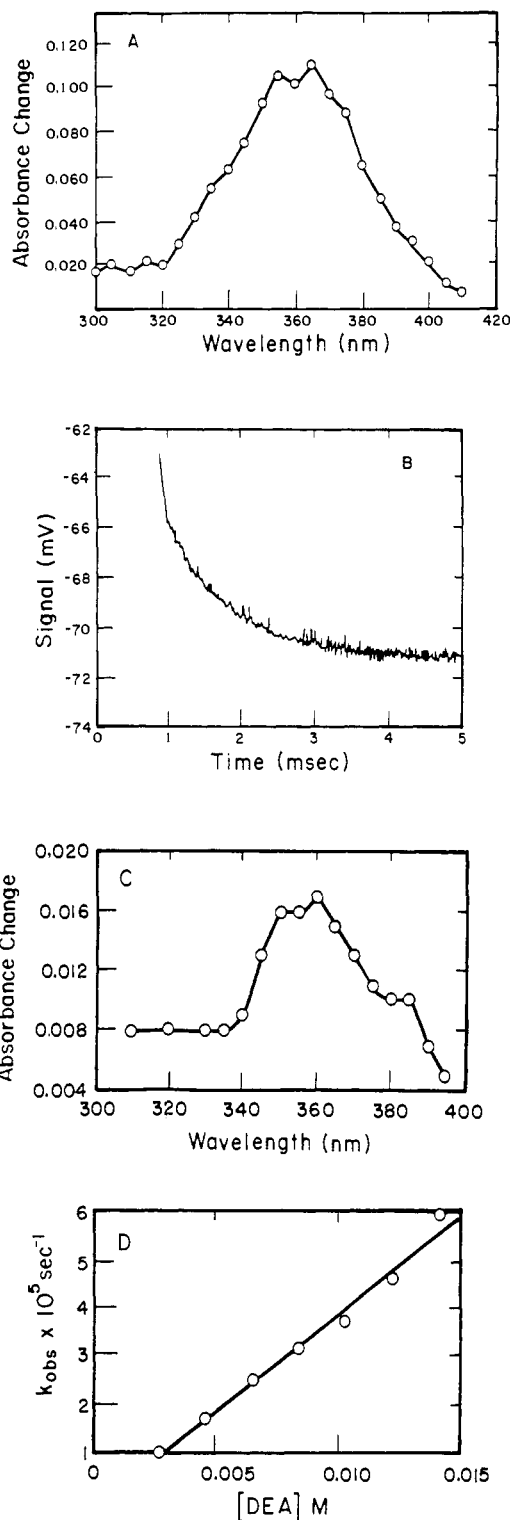 A
Absorbance Change
0.120
0.100
0.080
0.060
0.040
0.020
300 320 340 360 380 400 420
Wavelength (nm)
B
Signal (mV)
-62
-64
-66
-68
-70
-72
-74
0 1 2 3 4 5
Time (msec)
C
Absorbance Change
0.020
0.016
0.012
0.008
0.004
300 320 340 360 380 400
Wavelength (nm)
D
kobs x 10⁵ sec⁻¹
6
5
4
3
2
1
0 0.005 0.010 0.015
[DEA] M